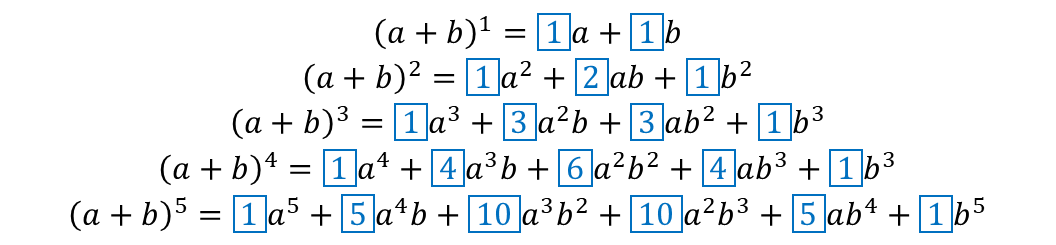 (a + b)¹ = 1a + 1b
(a + b)² = 1a² + 2ab + 1b²
(a + b)³ = 1a³ + 3a²b + 3ab² + 1b³
(a + b)⁴ = 1a⁴ + 4a³b + 6a²b² + 4ab³ + 1b³
(a + b)⁵ = 1a⁵ + 5a⁴b + 10a³b² + 10a²b³ + 5ab⁴ + 1b⁵